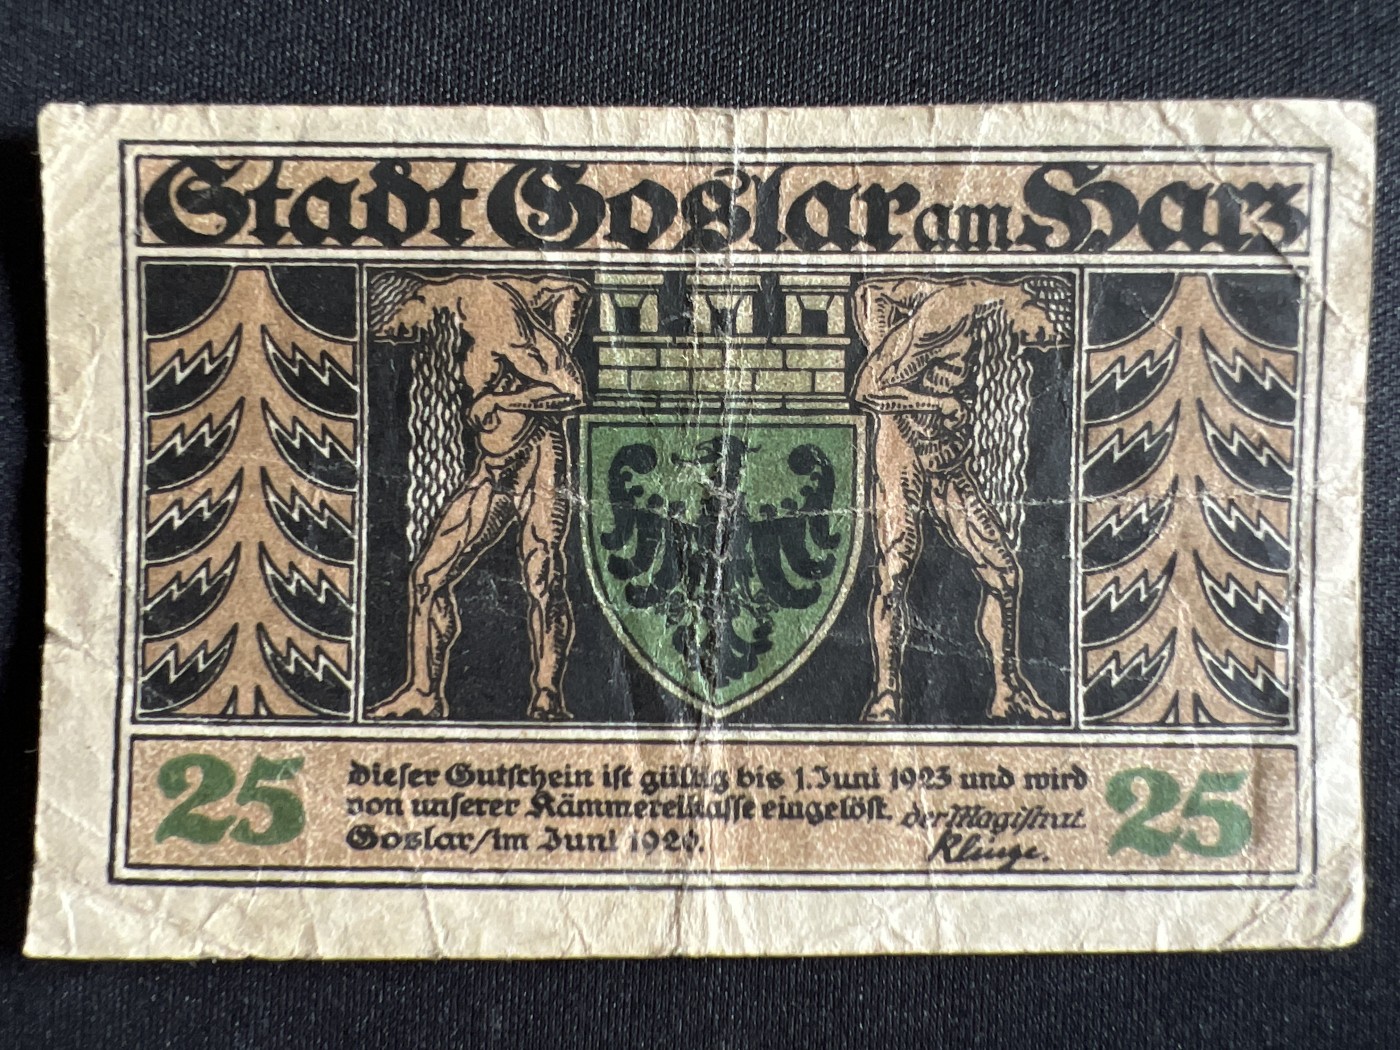 Stadt Goslar am Harz
25
dieser Gutschein ist gültig bis 1. Juni 1923 und wird
von unserer Kämmereikasse eingelöst. der Magistrat
Goslar/im Juni 1920. Klinge.
25